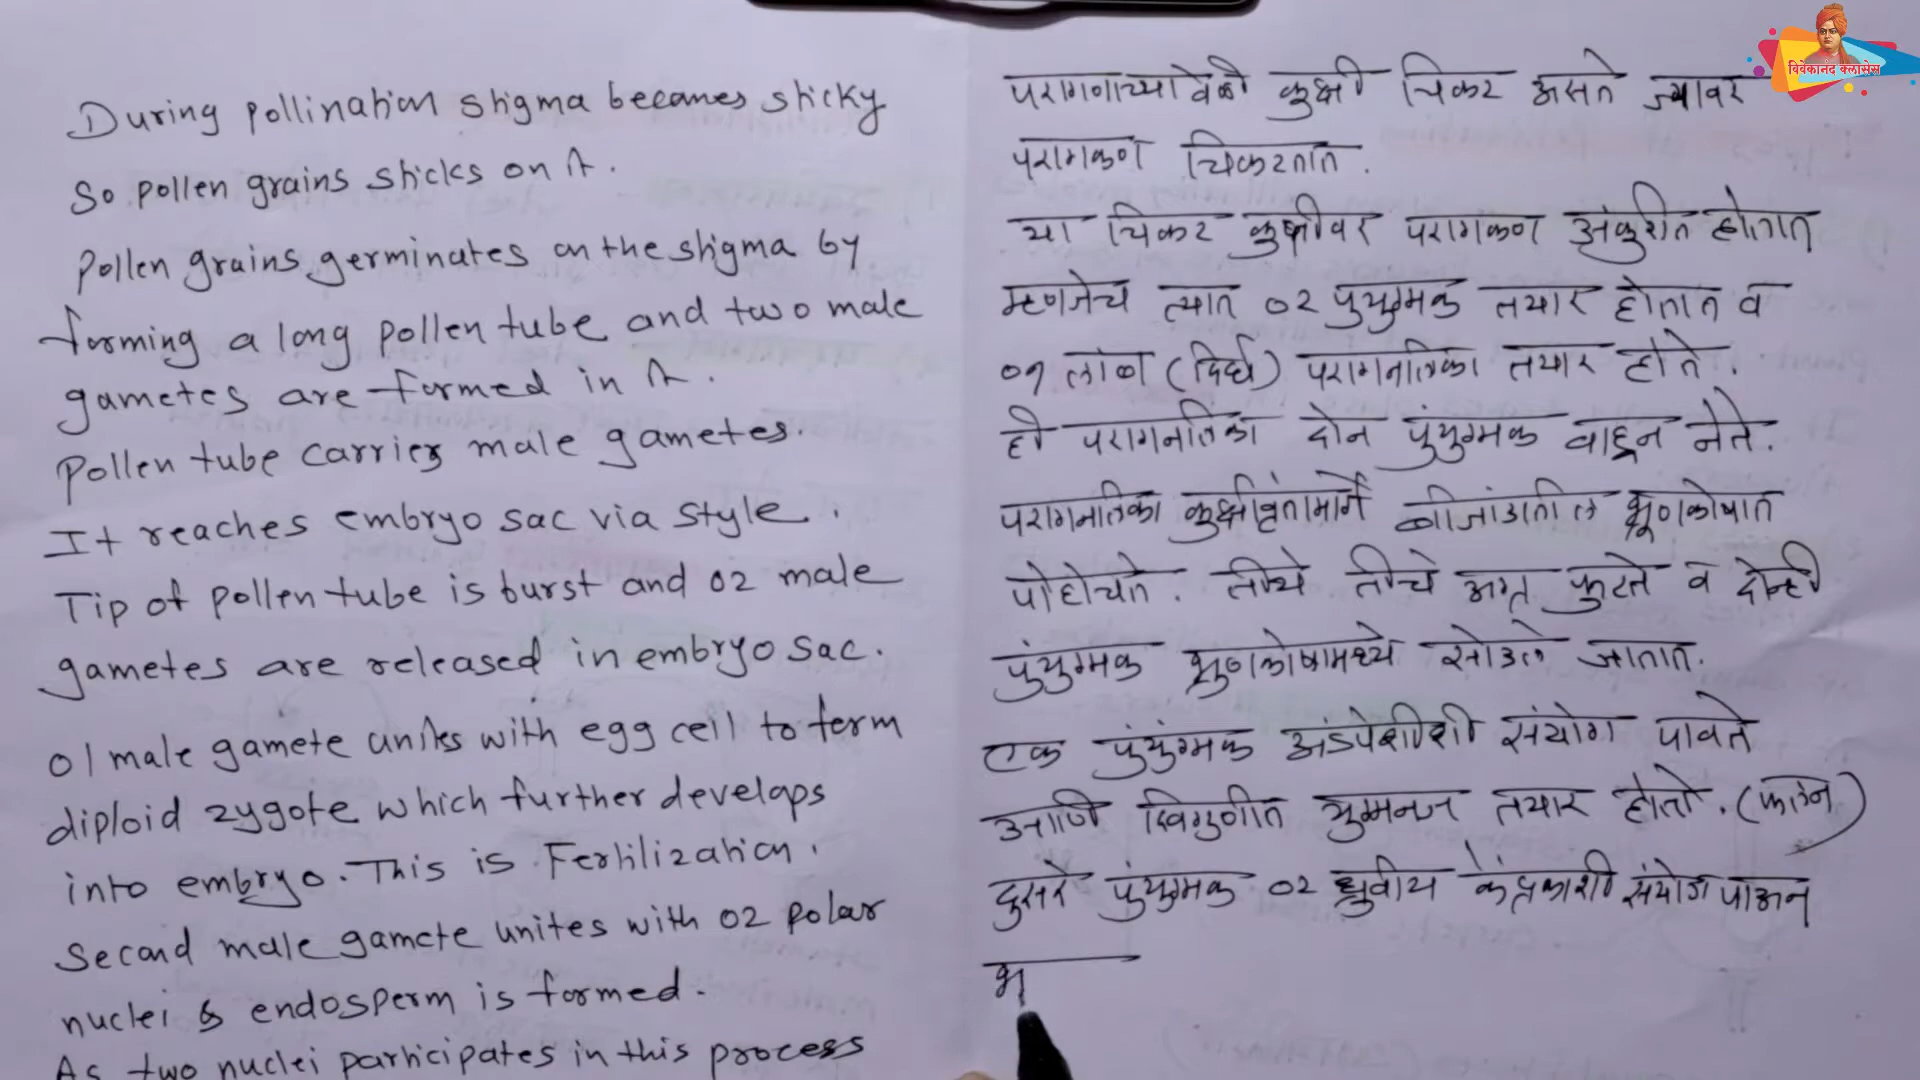 During pollination stigma becomes sticky
So pollen grains sticks on it.
Pollen grains germinates on the stigma by
forming a long pollen tube and two male
gametes are formed in it.
Pollen tube carries male gametes.
It reaches embryo sac via style.
Tip of pollen tube is burst and 02 male
gametes are released in embryo sac.
01 male gamete unites with egg cell to form
diploid zygote which further develops
into embryo. This is Fertilization.
Second male gamete unites with 02 polar
nuclei & endosperm is formed.
As two nuclei participates in this process
परागणाच्यावेळी कुक्षी चिकट असते ज्यावर
परागकण चिकटतात.
या चिकट कुक्षीवर परागकण अंकुरीत होतात
म्हणजेच त्यात ०२ पुंयुग्मक तयार होतात व
०१ लांब (दिर्घ) परागनलिका तयार होते.
ही परागनलिका दोन पुंयुग्मक वाहून नेते.
परागनलिका कुक्षीवृंतामार्गे बीजांडातील भ्रूणकोषात
पोहोचते. तीथे तीचे अग्र फुटते व दोन्ही
पुंयुग्मक भ्रुणकोषामध्ये सोडले जातात.
एक पुंयुंग्मक अंडपेशीशी संयोग पावते
आणि द्विगुणीत युग्मनज तयार होतो. (फलन)
दुसरे पुंयुग्मक ०२ ध्रुवीय केंद्रकाशी संयोग पाऊन
भ्
विवेकानंद क्लासेस